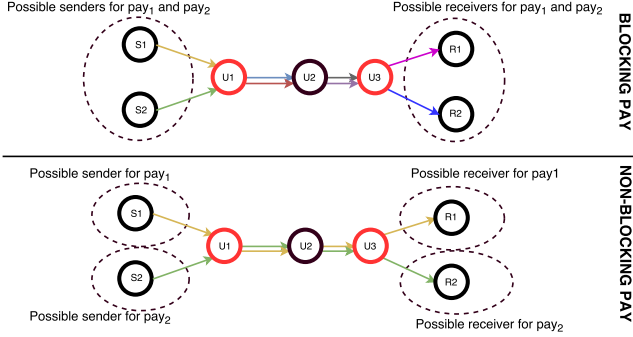 Possible senders for pay1 and pay2
Possible receivers for pay1 and pay2
S1
R1
U1
U2
U3
S2
R2
BLOCKING PAY
Possible sender for pay1
Possible receiver for pay1
S1
R1
U1
U2
U3
S2
R2
Possible sender for pay2
Possible receiver for pay2
NON-BLOCKING PAY